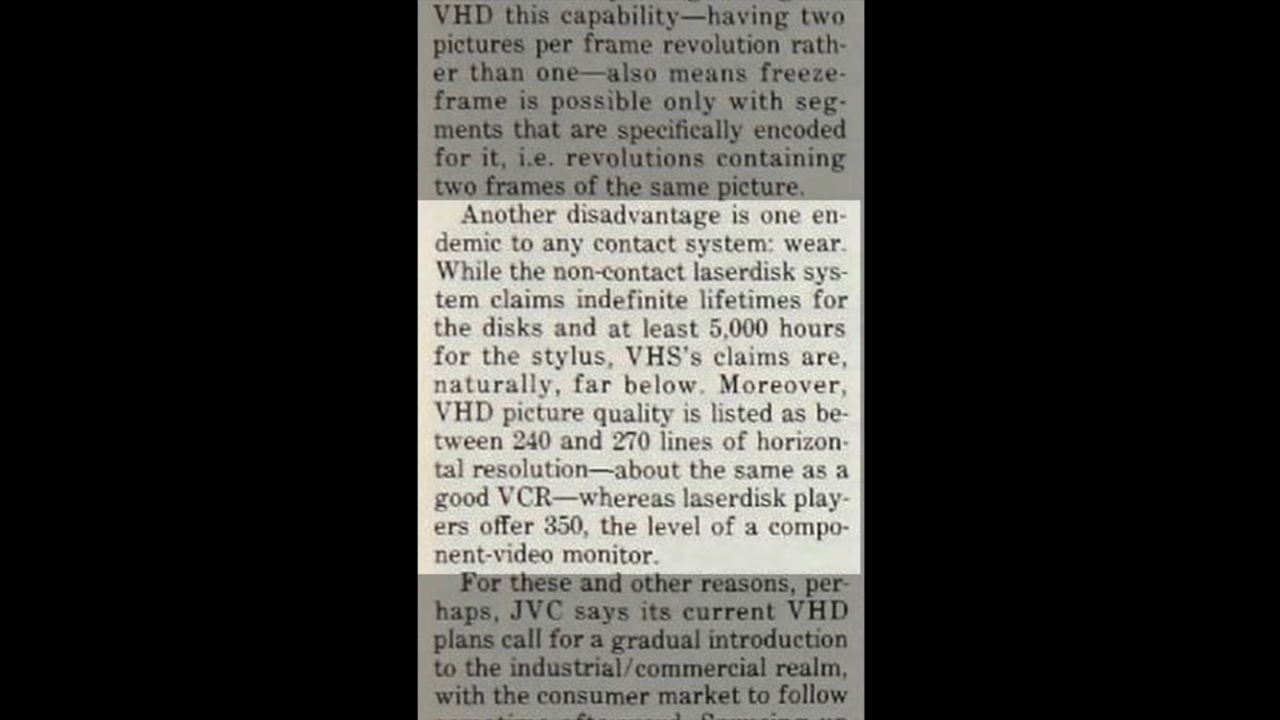 VHD this capability—having two
pictures per frame revolution rath-
er than one—also means freeze-
frame is possible only with seg-
ments that are specifically encoded
for it, i.e. revolutions containing
two frames of the same picture.
Another disadvantage is one en-
demic to any contact system: wear.
While the non-contact laserdisk sys-
tem claims indefinite lifetimes for
the disks and at least 5,000 hours
for the stylus, VHS's claims are,
naturally, far below. Moreover,
VHD picture quality is listed as be-
tween 240 and 270 lines of horizon-
tal resolution—about the same as a
good VCR—whereas laserdisk play-
ers offer 350, the level of a compo-
nent-video monitor.
For these and other reasons, per-
haps, JVC says its current VHD
plans call for a gradual introduction
to the industrial/commercial realm,
with the consumer market to follow